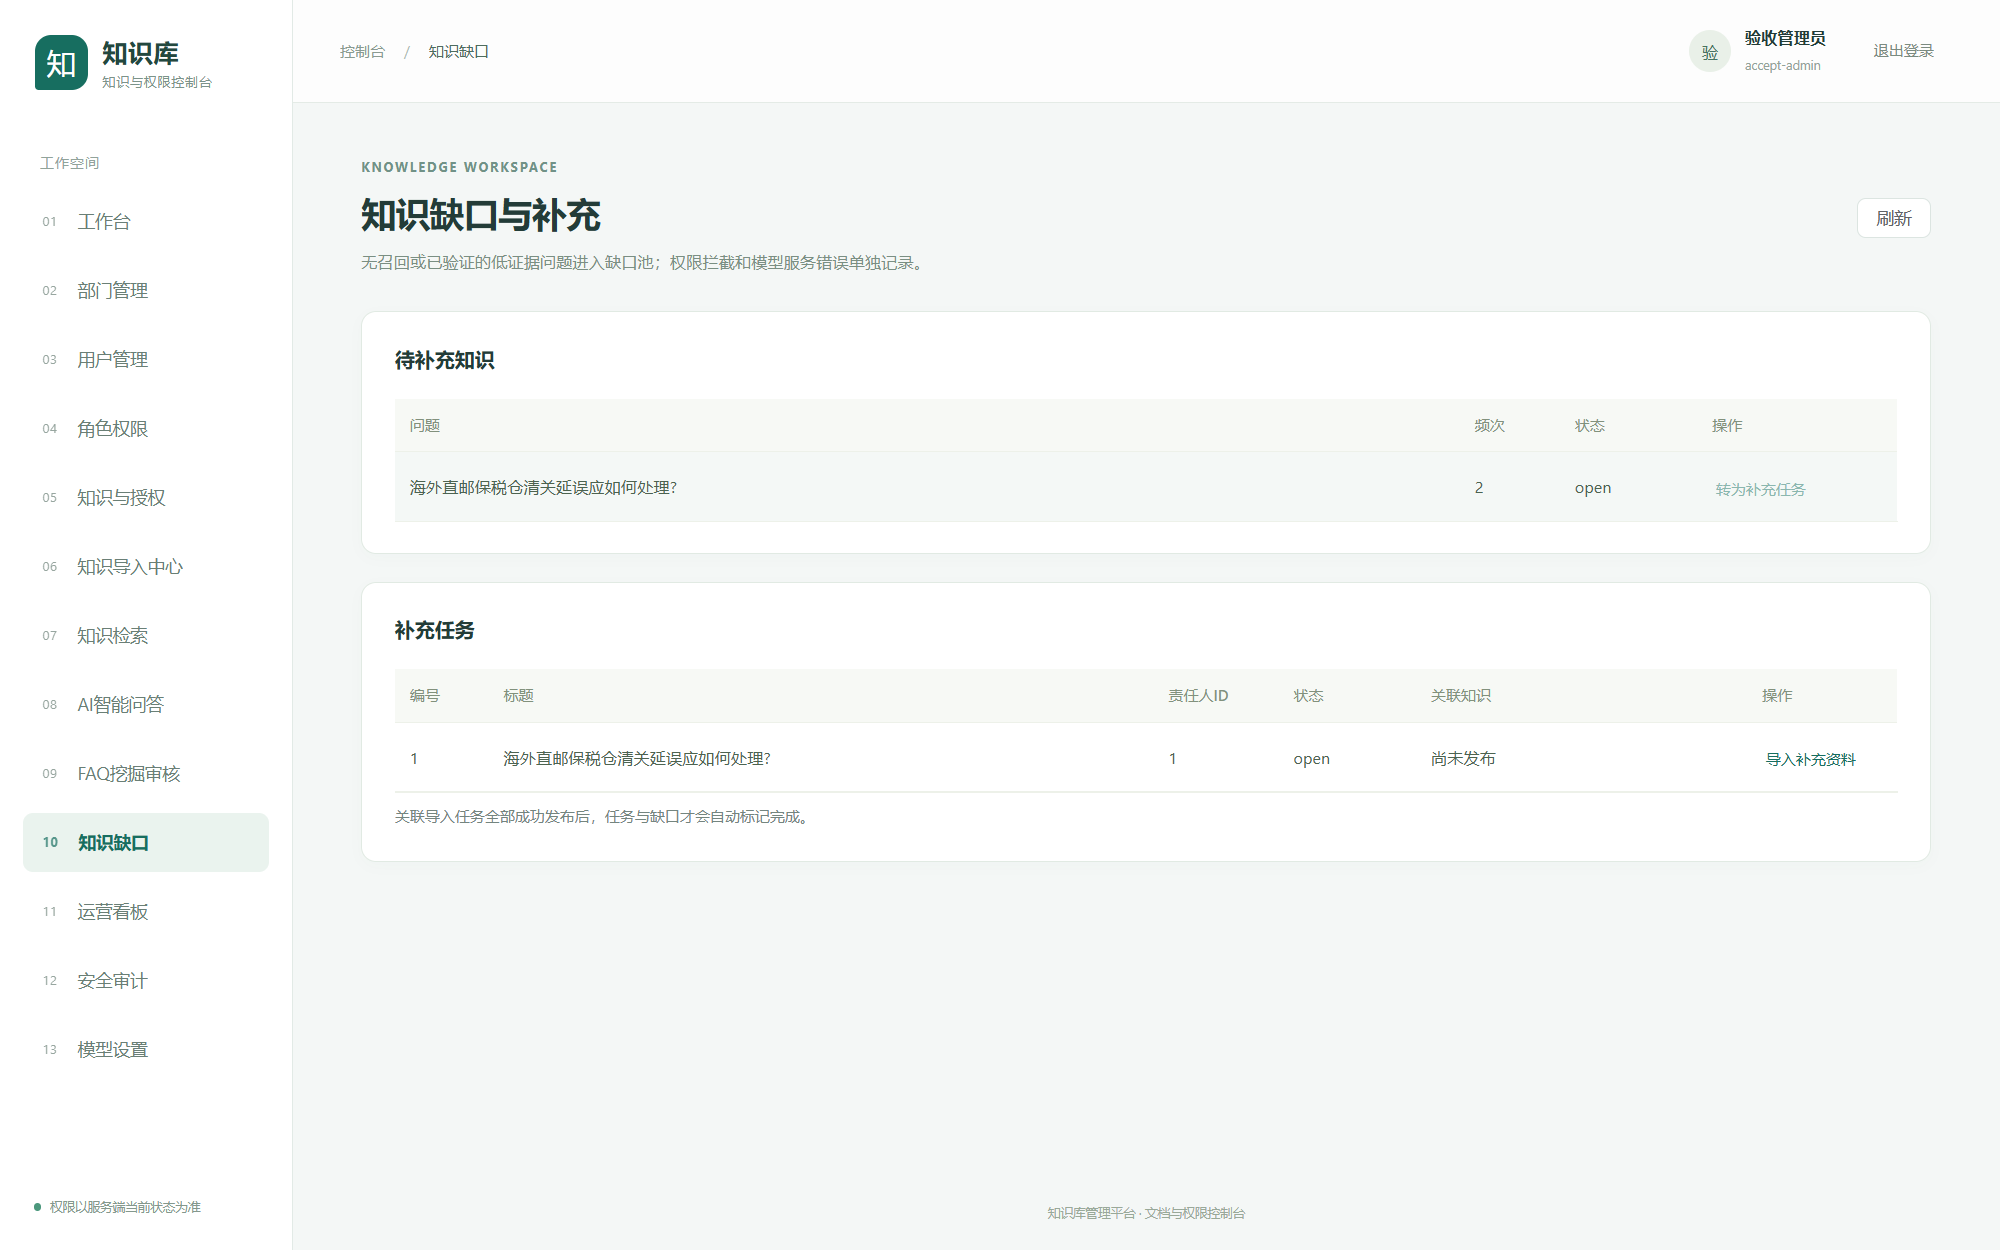 知
知识库
知识与权限控制台
工作空间
01 工作台
02 部门管理
03 用户管理
04 角色权限
05 知识与授权
06 知识导入中心
07 知识检索
08 AI智能问答
09 FAQ挖掘审核
10 知识缺口
11 运营看板
12 安全审计
13 模型设置
权限以服务端当前状态为准
控制台 / 知识缺口
验
验收管理员
accept-admin
退出登录
KNOWLEDGE WORKSPACE
知识缺口与补充
刷新
无召回或已验证的低证据问题进入缺口池；权限拦截和模型服务错误单独记录。
待补充知识
问题 频次 状态 操作
海外直邮保税仓清关延误应如何处理? 2 open 转为补充任务
补充任务
编号 标题 责任人ID 状态 关联知识 操作
1 海外直邮保税仓清关延误应如何处理? 1 open 尚未发布 导入补充资料
关联导入任务全部成功发布后，任务与缺口才会自动标记完成。
知识库管理平台 · 文档与权限控制台